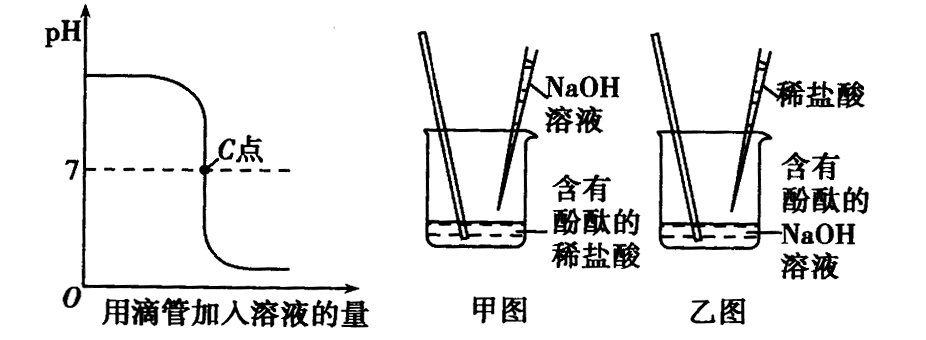 pH
7
C点
O
用滴管加入溶液的量
NaOH
溶液
含有
酚酞的
稀盐酸
甲图
稀盐酸
含有
酚酞的
NaOH
溶液
乙图